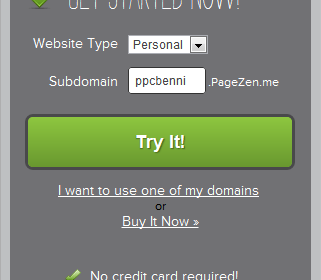 GET STARTED NOW!
Website Type Personal
Subdomain ppcbenni .PageZen.me
Try It!
I want to use one of my domains
or
Buy It Now »
No credit card required!